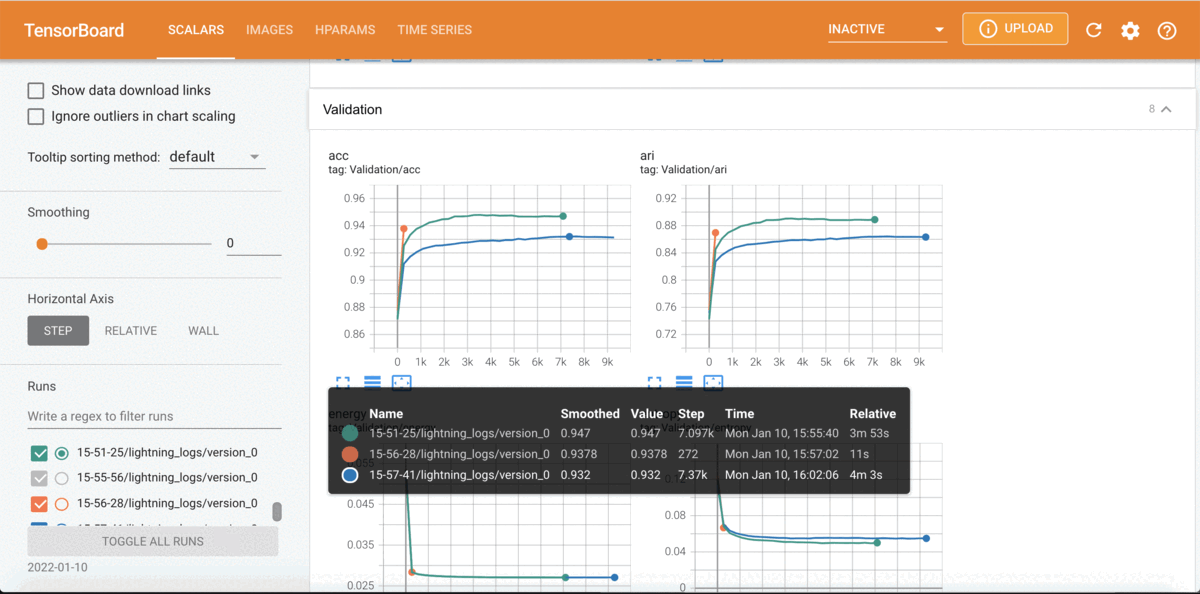 TensorBoard
SCALARS
IMAGES
HPARAMS
TIME SERIES
INACTIVE
UPLOAD
Show data download links
Ignore outliers in chart scaling
Tooltip sorting method: default
Smoothing
0
Horizontal Axis
STEP
RELATIVE
WALL
Runs
Write a regex to filter runs
15-51-25/lightning_logs/version_0
15-55-56/lightning_logs/version_0
15-56-28/lightning_logs/version_0
TOGGLE ALL RUNS
2022-01-10
Validation
8
acc
tag: Validation/acc
0.96
0.94
0.92
0.9
0.88
0.86
0 1k 2k 3k 4k 5k 6k 7k 8k 9k
ari
tag: Validation/ari
0.92
0.88
0.84
0.8
0.76
0.72
0 1k 2k 3k 4k 5k 6k 7k 8k 9k
energy
tag: Validation/energy
tag: Validation/entropy
Name Smoothed Value Step Time Relative
15-51-25/lightning_logs/version_0 0.947 0.947 7.097k Mon Jan 10, 15:55:40 3m 53s
15-56-28/lightning_logs/version_0 0.9378 0.9378 272 Mon Jan 10, 15:57:02 11s
15-57-41/lightning_logs/version_0 0.932 0.932 7.37k Mon Jan 10, 16:02:06 4m 3s
0.045
0.035
0.025
0.08
0.04
0